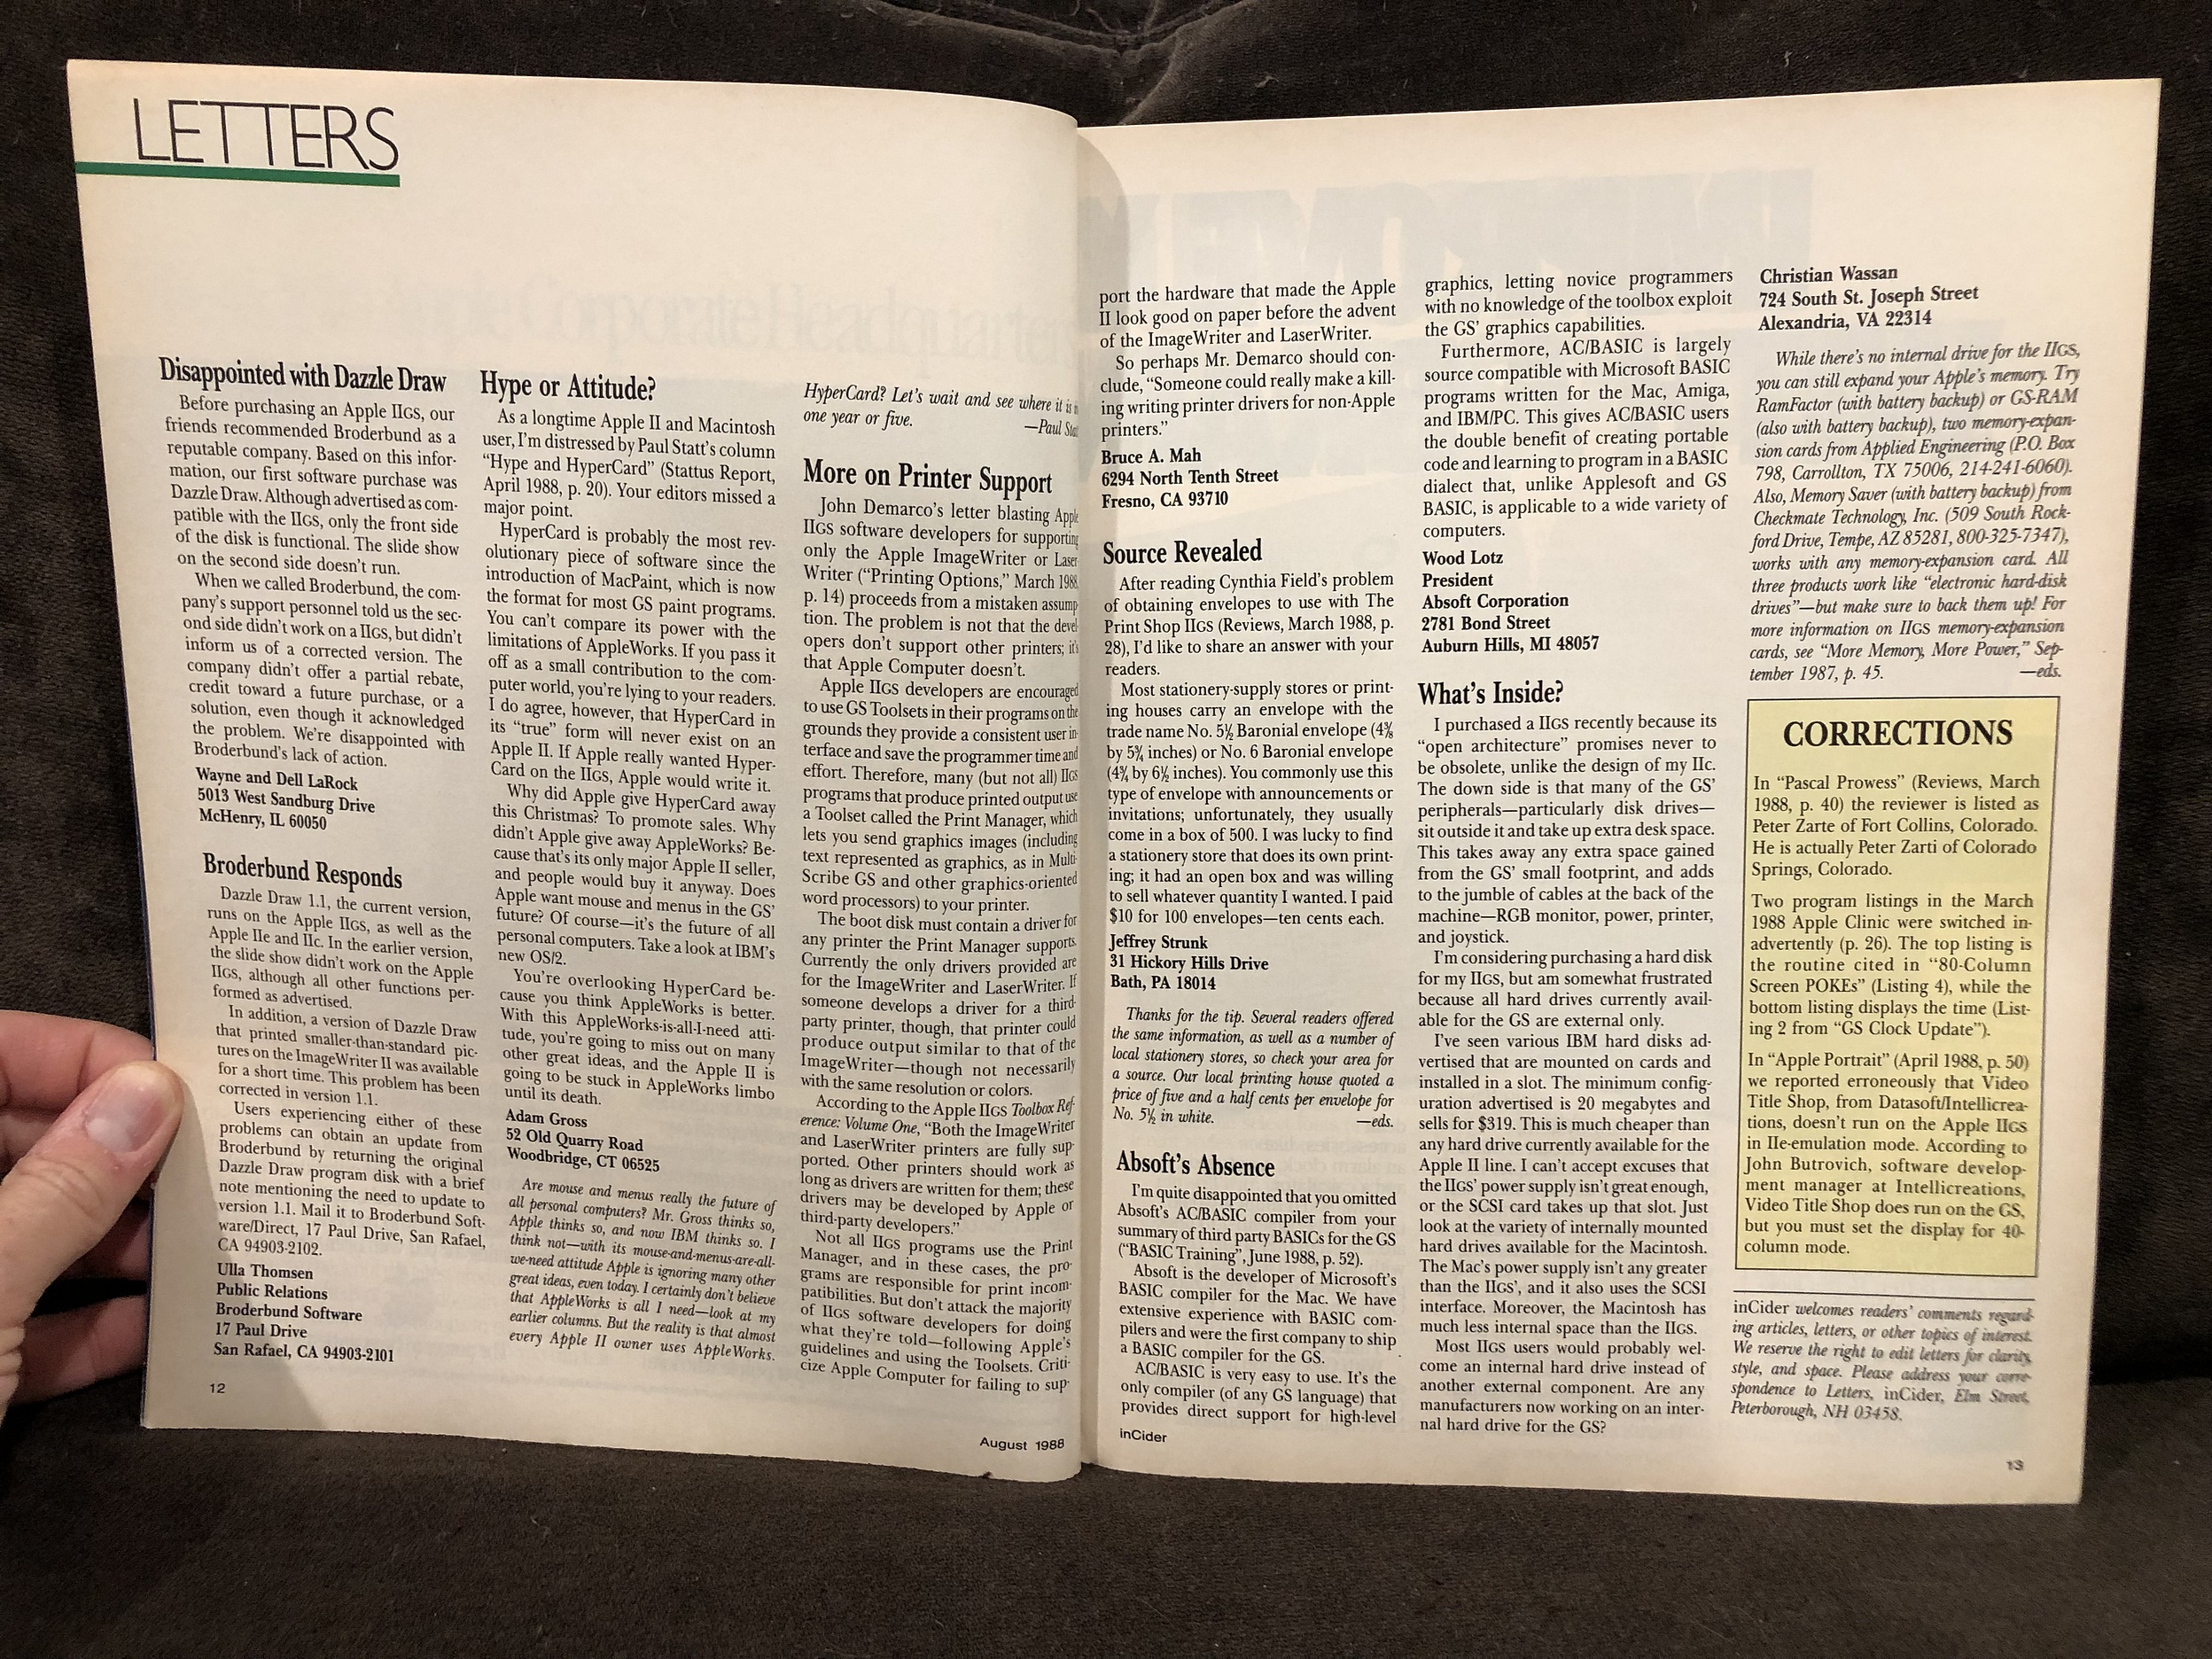 LETTERS
Disappointed with Dazzle Draw
Before purchasing an Apple IIGS, our
friends recommended Broderbund as a
reputable company. Based on this infor-
mation, our first software purchase was
Dazzle Draw. Although advertised as com-
patible with the IIGS, only the front side
of the disk is functional. The slide show
on the second side doesn't run.
When we called Broderbund, the com-
pany's support personnel told us the sec-
ond side didn't work on a IIGS, but didn't
inform us of a corrected version. The
company didn't offer a partial rebate,
credit toward a future purchase, or a
solution, even though it acknowledged
the problem. We're disappointed with
Broderbund's lack of action.
Wayne and Dell LaRock
5013 West Sandburg Drive
McHenry, IL 60050
Broderbund Responds
Dazzle Draw 1.1, the current version,
runs on the Apple IIGS, as well as the
Apple IIe and IIc. In the earlier version,
the slide show didn't work on the Apple
IIGS, although all other functions per-
formed as advertised.
In addition, a version of Dazzle Draw
that printed smaller-than-standard pic-
tures on the ImageWriter II was available
for a short time. This problem has been
corrected in version 1.1.
Users experiencing either of these
problems can obtain an update from
Broderbund by returning the original
Dazzle Draw program disk with a brief
note mentioning the need to update to
version 1.1. Mail it to Broderbund Soft-
ware/Direct, 17 Paul Drive, San Rafael,
CA 94903-2102.
Ulla Thomsen
Public Relations
Broderbund Software
17 Paul Drive
San Rafael, CA 94903-2101
12
Hype or Attitude?
As a longtime Apple II and Macintosh
user, I'm distressed by Paul Statt's column
"Hype and HyperCard" (Stattus Report,
April 1988, p. 20). Your editors missed a
major point.
HyperCard is probably the most rev-
olutionary piece of software since the
introduction of MacPaint, which is now
the format for most GS paint programs.
You can't compare its power with the
limitations of AppleWorks. If you pass it
off as a small contribution to the com-
puter world, you're lying to your readers.
I do agree, however, that HyperCard in
its "true" form will never exist on an
Apple II. If Apple really wanted Hyper-
Card on the IIGS, Apple would write it.
Why did Apple give HyperCard away
this Christmas? To promote sales. Why
didn't Apple give away AppleWorks? Be-
cause that's its only major Apple II seller,
and people would buy it anyway. Does
Apple want mouse and menus in the GS'
future? Of course—it's the future of all
personal computers. Take a look at IBM's
new OS/2.
You're overlooking HyperCard be-
cause you think AppleWorks is better.
With this AppleWorks-is-all-I-need atti-
tude, you're going to miss out on many
other great ideas, and the Apple II is
going to be stuck in AppleWorks limbo
until its death.
Adam Gross
52 Old Quarry Road
Woodbridge, CT 06525
Are mouse and menus really the future of
all personal computers? Mr. Gross thinks so,
Apple thinks so, and now IBM thinks so. I
think not—with its mouse-and-menus-are-all-
we-need attitude Apple is ignoring many other
great ideas, even today. I certainly don't believe
that AppleWorks is all I need—look at my
earlier columns. But the reality is that almost
every Apple II owner uses AppleWorks.
HyperCard? Let's wait and see where it is in
one year or five.
—Paul Statt
More on Printer Support
John Demarco's letter blasting Apple
IIGS software developers for supporting
only the Apple ImageWriter or Laser
Writer ("Printing Options," March 1988,
p. 14) proceeds from a mistaken assump-
tion. The problem is not that the devel-
opers don't support other printers; it's
that Apple Computer doesn't.
Apple IIGS developers are encouraged
to use GS Toolsets in their programs on the
grounds they provide a consistent user in-
terface and save the programmer time and
effort. Therefore, many (but not all) IIGS
programs that produce printed output use
a Toolset called the Print Manager, which
lets you send graphics images (including
text represented as graphics, as in Multi-
Scribe GS and other graphics-oriented
word processors) to your printer.
The boot disk must contain a driver for
any printer the Print Manager supports.
Currently the only drivers provided are
for the ImageWriter and LaserWriter. If
someone develops a driver for a third-
party printer, though, that printer could
produce output similar to that of the
ImageWriter—though not necessarily
with the same resolution or colors.
According to the Apple IIGS Toolbox Ref-
erence: Volume One, "Both the ImageWriter
and LaserWriter printers are fully sup-
ported. Other printers should work as
long as drivers are written for them; these
drivers may be developed by Apple or
third-party developers."
Not all IIGS programs use the Print
Manager, and in these cases, the pro-
grams are responsible for print incom-
patibilities. But don't attack the majority
of IIGS software developers for doing
what they're told—following Apple's
guidelines and using the Toolsets. Criti-
cize Apple Computer for failing to sup-
August 1988
port the hardware that made the Apple
II look good on paper before the advent
of the ImageWriter and LaserWriter.
So perhaps Mr. Demarco should con-
clude, "Someone could really make a kill-
ing writing printer drivers for non-Apple
printers."
Bruce A. Mah
6294 North Tenth Street
Fresno, CA 93710
Source Revealed
After reading Cynthia Field's problem
of obtaining envelopes to use with The
Print Shop IIGS (Reviews, March 1988, p.
28), I'd like to share an answer with your
readers.
Most stationery-supply stores or print-
ing houses carry an envelope with the
trade name No. 5½ Baronial envelope (4⅜
by 5¾ inches) or No. 6 Baronial envelope
(4¾ by 6½ inches). You commonly use this
type of envelope with announcements or
invitations; unfortunately, they usually
come in a box of 500. I was lucky to find
a stationery store that does its own print-
ing; it had an open box and was willing
to sell whatever quantity I wanted. I paid
$10 for 100 envelopes—ten cents each.
Jeffrey Strunk
31 Hickory Hills Drive
Bath, PA 18014
Thanks for the tip. Several readers offered
the same information, as well as a number of
local stationery stores, so check your area for
a source. Our local printing house quoted a
price of five and a half cents per envelope for
No. 5½ in white.
—eds.
Absoft's Absence
I'm quite disappointed that you omitted
Absoft's AC/BASIC compiler from your
summary of third party BASICs for the GS
("BASIC Training", June 1988, p. 52).
Absoft is the developer of Microsoft's
BASIC compiler for the Mac. We have
extensive experience with BASIC com-
pilers and were the first company to ship
a BASIC compiler for the GS.
AC/BASIC is very easy to use. It's the
only compiler (of any GS language) that
provides direct support for high-level
inCider
graphics, letting novice programmers
with no knowledge of the toolbox exploit
the GS' graphics capabilities.
Furthermore, AC/BASIC is largely
source compatible with Microsoft BASIC
programs written for the Mac, Amiga,
and IBM/PC. This gives AC/BASIC users
the double benefit of creating portable
code and learning to program in a BASIC
dialect that, unlike Applesoft and GS
BASIC, is applicable to a wide variety of
computers.
Wood Lotz
President
Absoft Corporation
2781 Bond Street
Auburn Hills, MI 48057
What's Inside?
I purchased a IIGS recently because its
"open architecture" promises never to
be obsolete, unlike the design of my IIc.
The down side is that many of the GS'
peripherals—particularly disk drives—
sit outside it and take up extra desk space.
This takes away any extra space gained
from the GS' small footprint, and adds
to the jumble of cables at the back of the
machine—RGB monitor, power, printer,
and joystick.
I'm considering purchasing a hard disk
for my IIGS, but am somewhat frustrated
because all hard drives currently avail-
able for the GS are external only.
I've seen various IBM hard disks ad-
vertised that are mounted on cards and
installed in a slot. The minimum config-
uration advertised is 20 megabytes and
sells for $319. This is much cheaper than
any hard drive currently available for the
Apple II line. I can't accept excuses that
the IIGS' power supply isn't great enough,
or the SCSI card takes up that slot. Just
look at the variety of internally mounted
hard drives available for the Macintosh.
The Mac's power supply isn't any greater
than the IIGS', and it also uses the SCSI
interface. Moreover, the Macintosh has
much less internal space than the IIGS.
Most IIGS users would probably wel-
come an internal hard drive instead of
another external component. Are any
manufacturers now working on an inter-
nal hard drive for the GS?
Christian Wassan
724 South St. Joseph Street
Alexandria, VA 22314
While there's no internal drive for the IIGS,
you can still expand your Apple's memory. Try
RamFactor (with battery backup) or GS-RAM
(also with battery backup), two memory-expan-
sion cards from Applied Engineering (P.O. Box
798, Carrollton, TX 75006, 214-241-6060).
Also, Memory Saver (with battery backup) from
Checkmate Technology, Inc. (509 South Rock-
ford Drive, Tempe, AZ 85281, 800-325-7347),
works with any memory-expansion card. All
three products work like "electronic hard-disk
drives"—but make sure to back them up! For
more information on IIGS memory-expansion
cards, see "More Memory, More Power," Sep-
tember 1987, p. 45.
—eds.
CORRECTIONS
In "Pascal Prowess" (Reviews, March
1988, p. 40) the reviewer is listed as
Peter Zarte of Fort Collins, Colorado.
He is actually Peter Zarti of Colorado
Springs, Colorado.
Two program listings in the March
1988 Apple Clinic were switched in-
advertently (p. 26). The top listing is
the routine cited in "80-Column
Screen POKEs" (Listing 4), while the
bottom listing displays the time (List-
ing 2 from "GS Clock Update").
In "Apple Portrait" (April 1988, p. 50)
we reported erroneously that Video
Title Shop, from Datasoft/Intellicrea-
tions, doesn't run on the Apple IIGS
in IIe-emulation mode. According to
John Butrovich, software develop-
ment manager at Intellicreations,
Video Title Shop does run on the GS,
but you must set the display for 40-
column mode.
inCider welcomes readers' comments regard-
ing articles, letters, or other topics of interest.
We reserve the right to edit letters for clarity,
style, and space. Please address your corre-
spondence to Letters, inCider, Elm Street,
Peterborough, NH 03458.
13